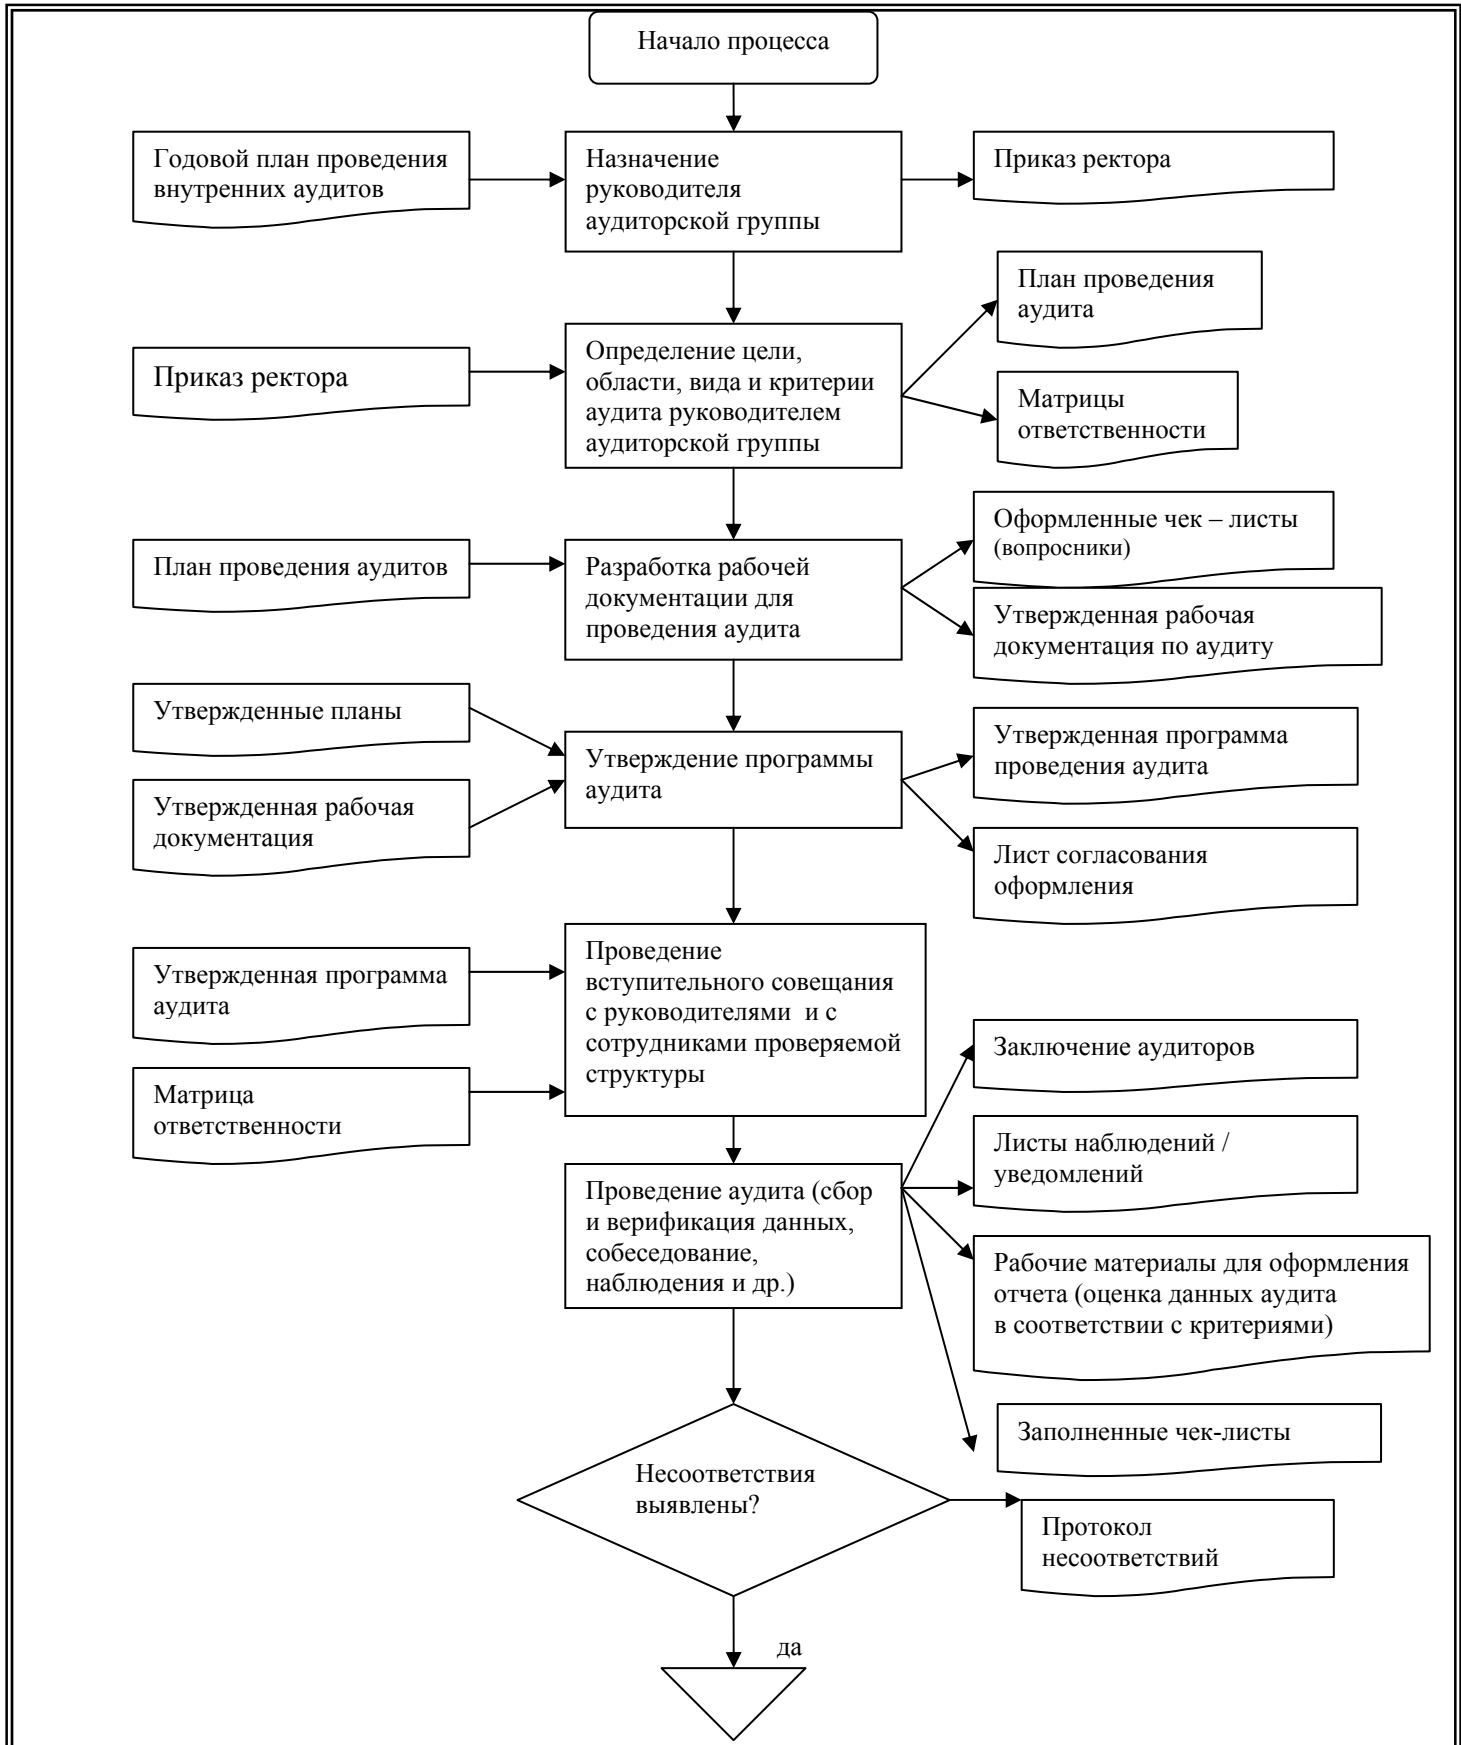 Начало процесса
Годовой план проведения
внутренних аудитов
Назначение
руководителя
аудиторской группы
Приказ ректора
План проведения
аудита
Приказ ректора
Определение цели,
области, вида и критерии
аудита руководителем
аудиторской группы
Матрицы
ответственности
Оформленные чек – листы
(вопросники)
План проведения аудитов
Разработка рабочей
документации для
проведения аудита
Утвержденная рабочая
документация по аудиту
Утвержденные планы
Утверждение программы
аудита
Утвержденная программа
проведения аудита
Утвержденная рабочая
документация
Лист согласования
оформления
Утвержденная программа
аудита
Проведение
вступительного совещания
с руководителями и с
сотрудниками проверяемой
структуры
Матрица
ответственности
Заключение аудиторов
Листы наблюдений /
уведомлений
Проведение аудита (сбор
и верификация данных,
собеседование,
наблюдения и др.)
Рабочие материалы для оформления
отчета (оценка данных аудита
в соответствии с критериями)
Заполненные чек-листы
Несоответствия
выявлены?
Протокол
несоответствий
да